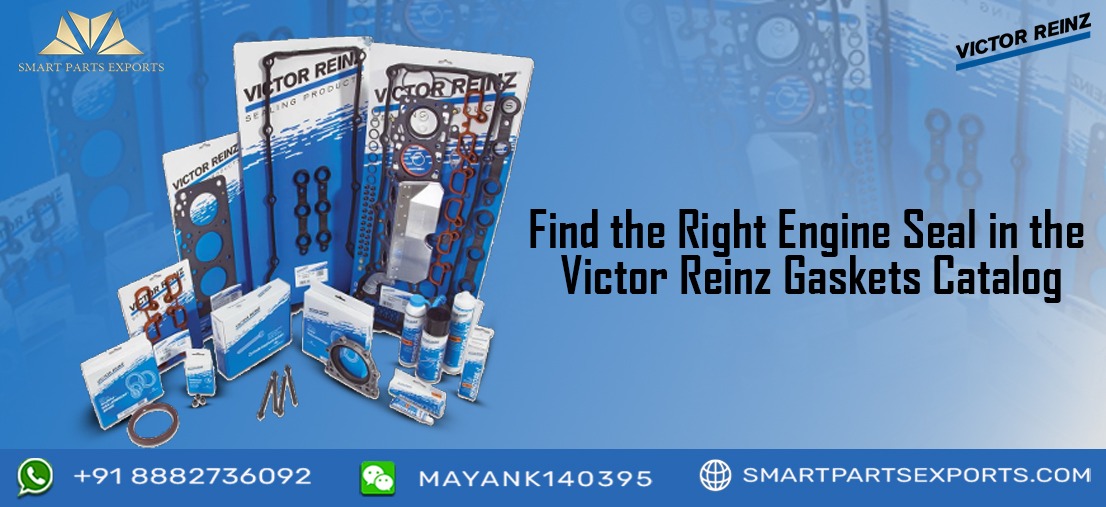 SMART PARTS EXPORTS
VICTOR REINZ
VICTOR REINZ
SEALING PRODUCTS
VICTOR REINZ
VICTOR REINZ
VICTOR REINZ
Find the Right Engine Seal in the
Victor Reinz Gaskets Catalog
+91 8882736092
MAYANK140395
SMARTPARTSEXPORTS.COM